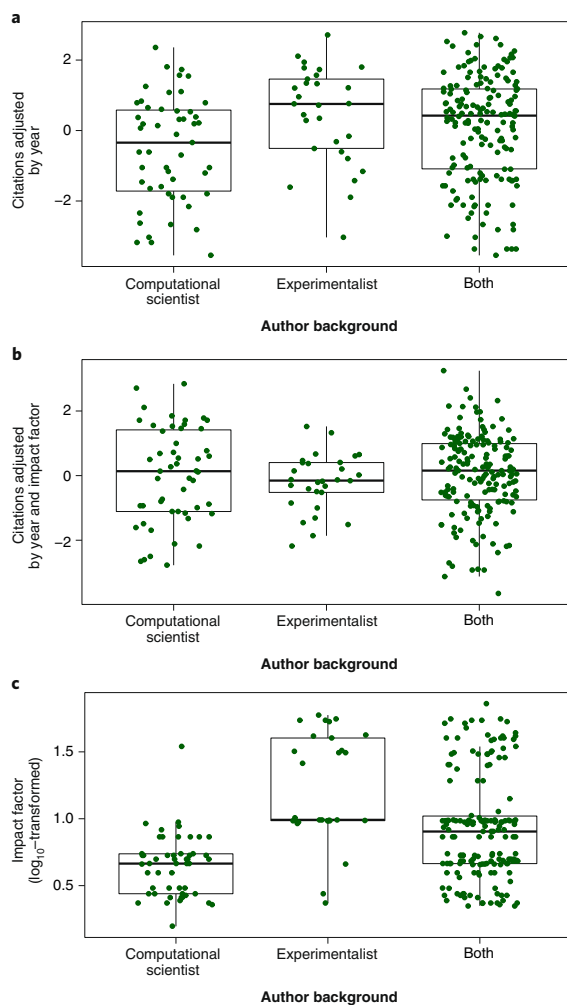 a
Citations adjusted
by year
2
0
−2
Computational
scientist
Experimentalist
Both
Author background
b
Citations adjusted
by year and impact factor
2
0
−2
Computational
scientist
Experimentalist
Both
Author background
c
Impact factor
(log10−transformed)
1.5
1.0
0.5
Computational
scientist
Experimentalist
Both
Author background